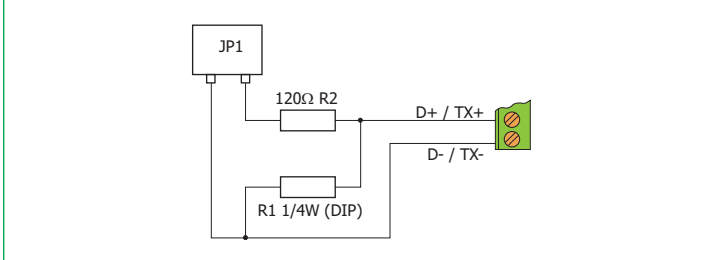 JP1
120Ω R2
D+ / TX+
D- / TX-
R1 1/4W (DIP)